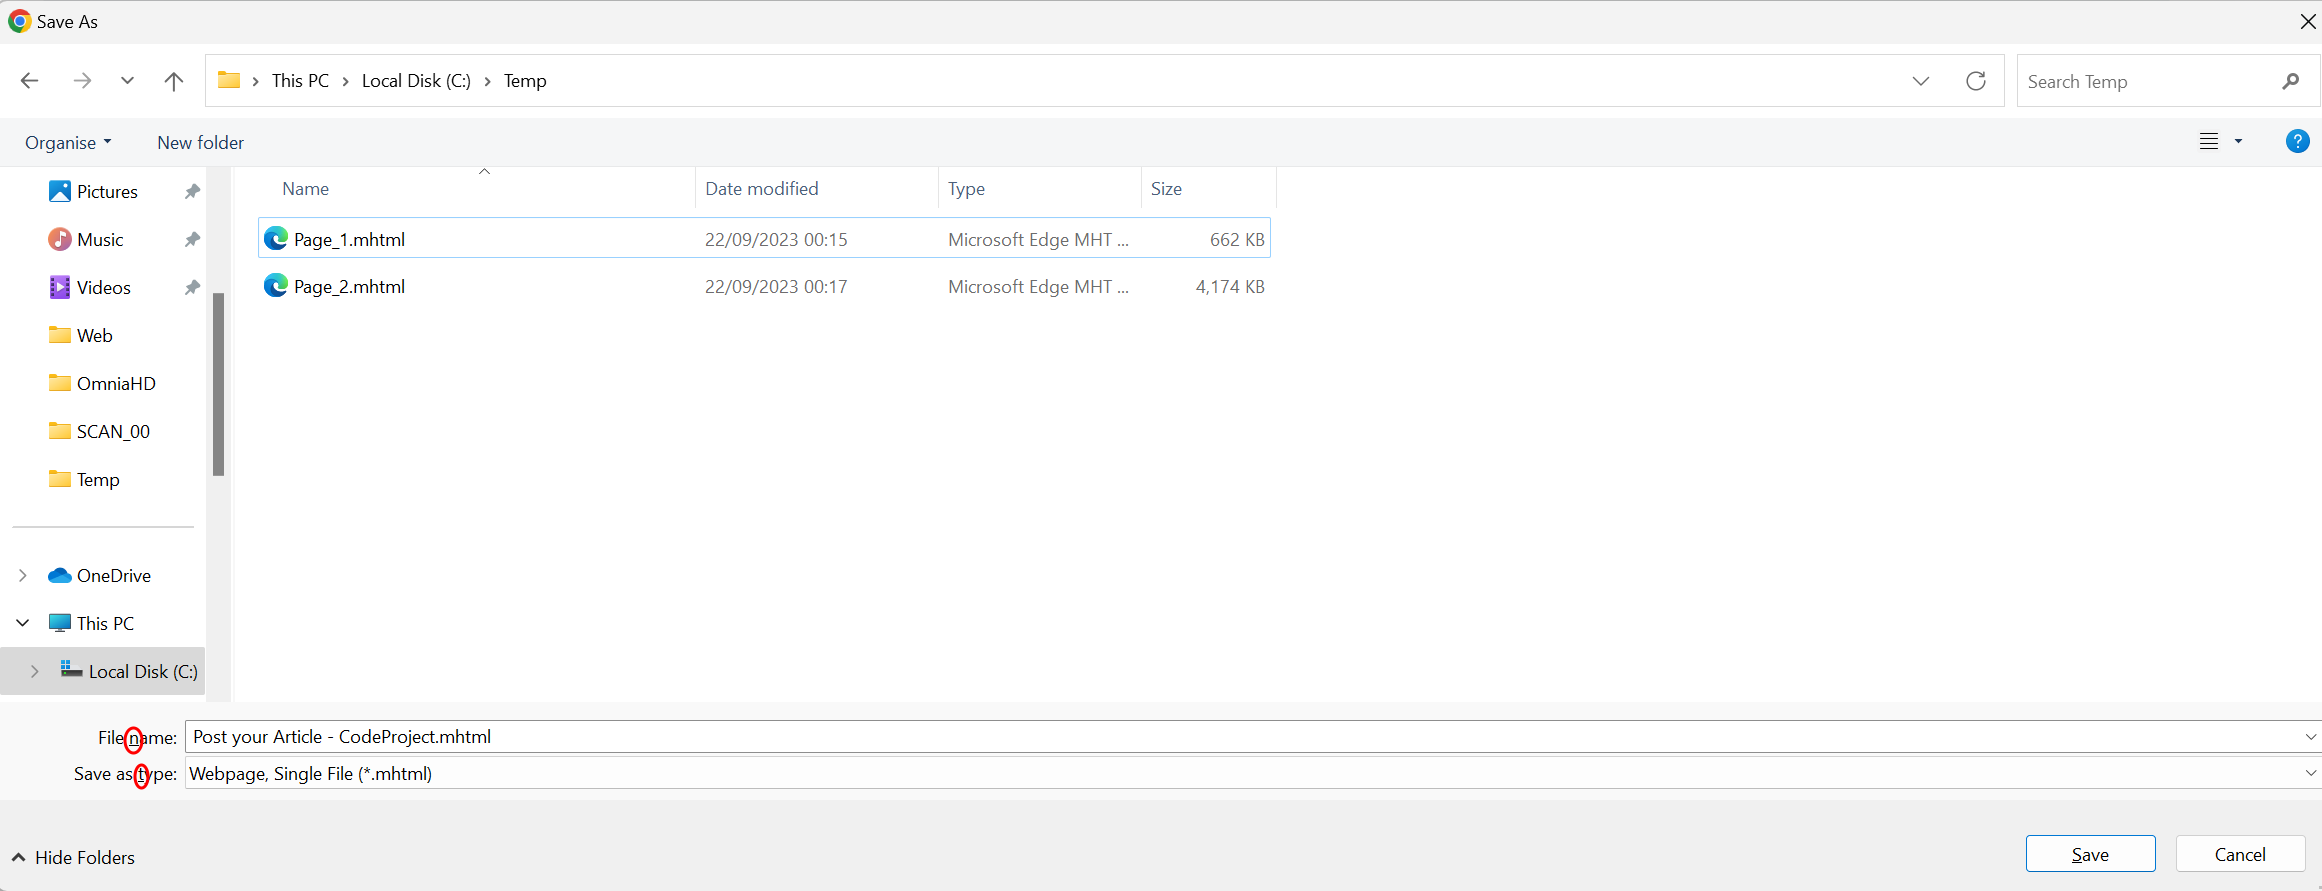 Save As
This PC > Local Disk (C:) > Temp
Search Temp
Organise
New folder
?
Name Date modified Type Size
Page_1.mhtml 22/09/2023 00:15 Microsoft Edge MHT ... 662 KB
Page_2.mhtml 22/09/2023 00:17 Microsoft Edge MHT ... 4,174 KB
Pictures
Music
Videos
Web
OmniaHD
SCAN_00
Temp
OneDrive
This PC
Local Disk (C:)
File name: Post your Article - CodeProject.mhtml
Save as type: Webpage, Single File (*.mhtml)
Hide Folders
Save
Cancel